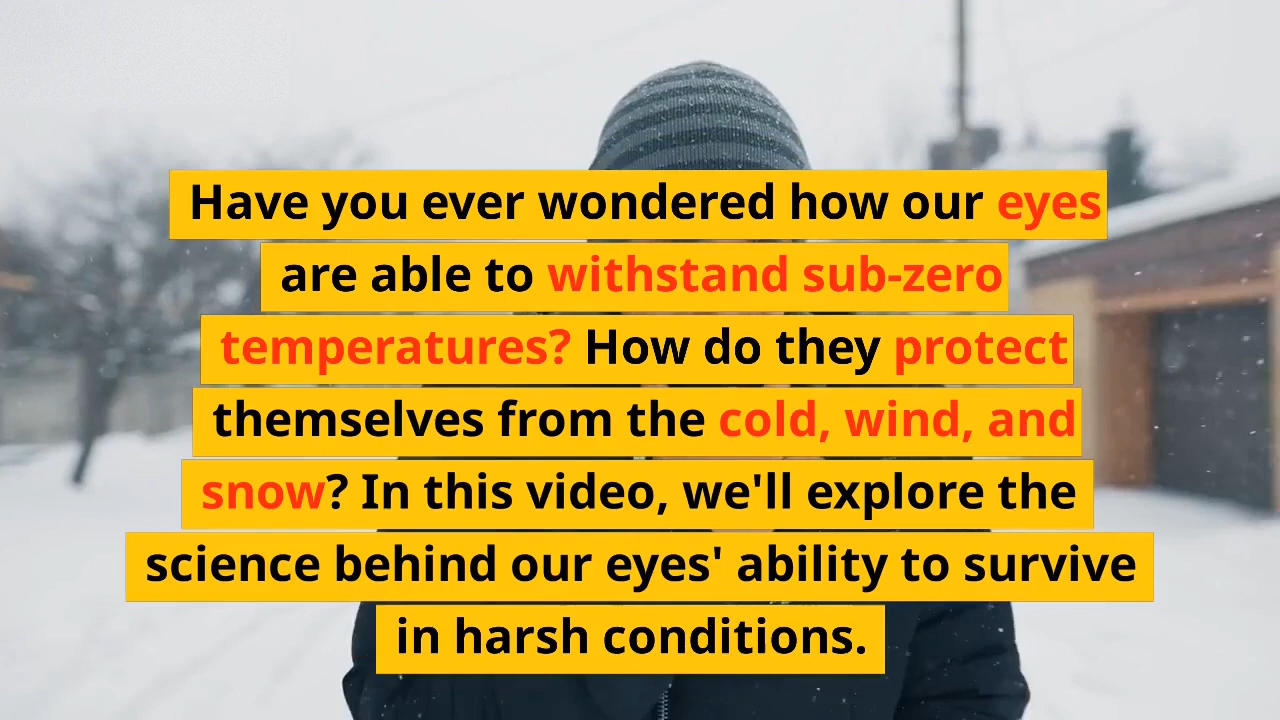 Have you ever wondered how our eyes
are able to withstand sub-zero
temperatures? How do they protect
themselves from the cold, wind, and
snow? In this video, we'll explore the
science behind our eyes' ability to survive
in harsh conditions.